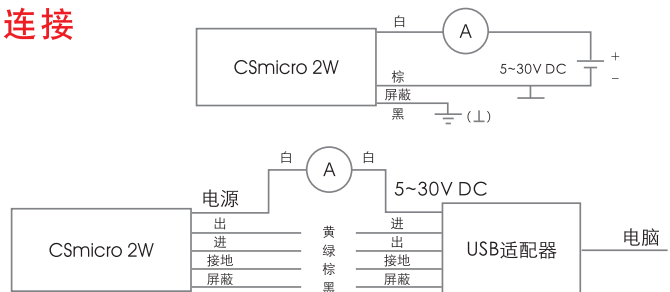 连接
白
A
CSmicro 2W
5~30V DC
+
−
棕
屏蔽
黑
(⊥)
白
A
白
电源
5~30V DC
出
黄
进
进
绿
出
CSmicro 2W
USB适配器
电脑
接地
棕
接地
屏蔽
黑
屏蔽